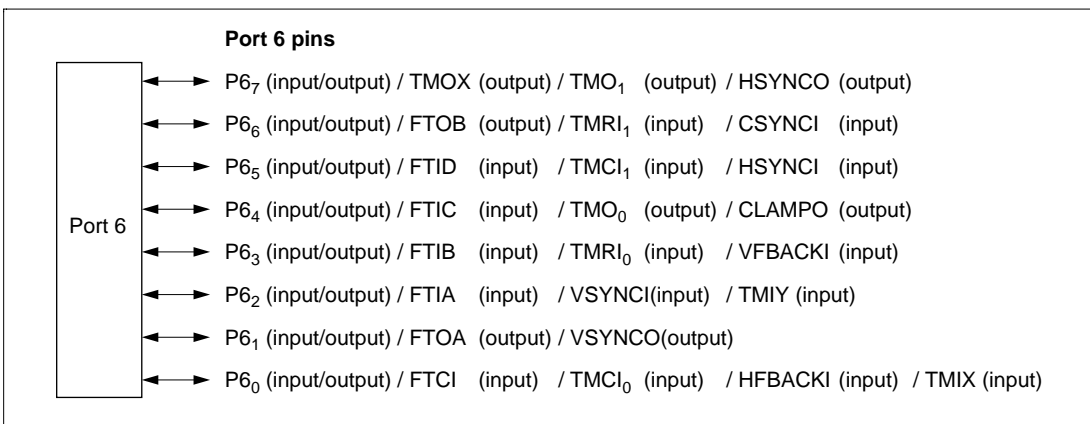 Port 6 pins
P6₇ (input/output) / TMOX (output) / TMO₁ (output) / HSYNCO (output)
P6₆ (input/output) / FTOB (output) / TMRI₁ (input) / CSYNCI (input)
P6₅ (input/output) / FTID (input) / TMCI₁ (input) / HSYNCI (input)
P6₄ (input/output) / FTIC (input) / TMO₀ (output) / CLAMPO (output)
Port 6
P6₃ (input/output) / FTIB (input) / TMRI₀ (input) / VFBACKI (input)
P6₂ (input/output) / FTIA (input) / VSYNCI(input) / TMIY (input)
P6₁ (input/output) / FTOA (output) / VSYNCO(output)
P6₀ (input/output) / FTCI (input) / TMCI₀ (input) / HFBACKI (input) / TMIX (input)